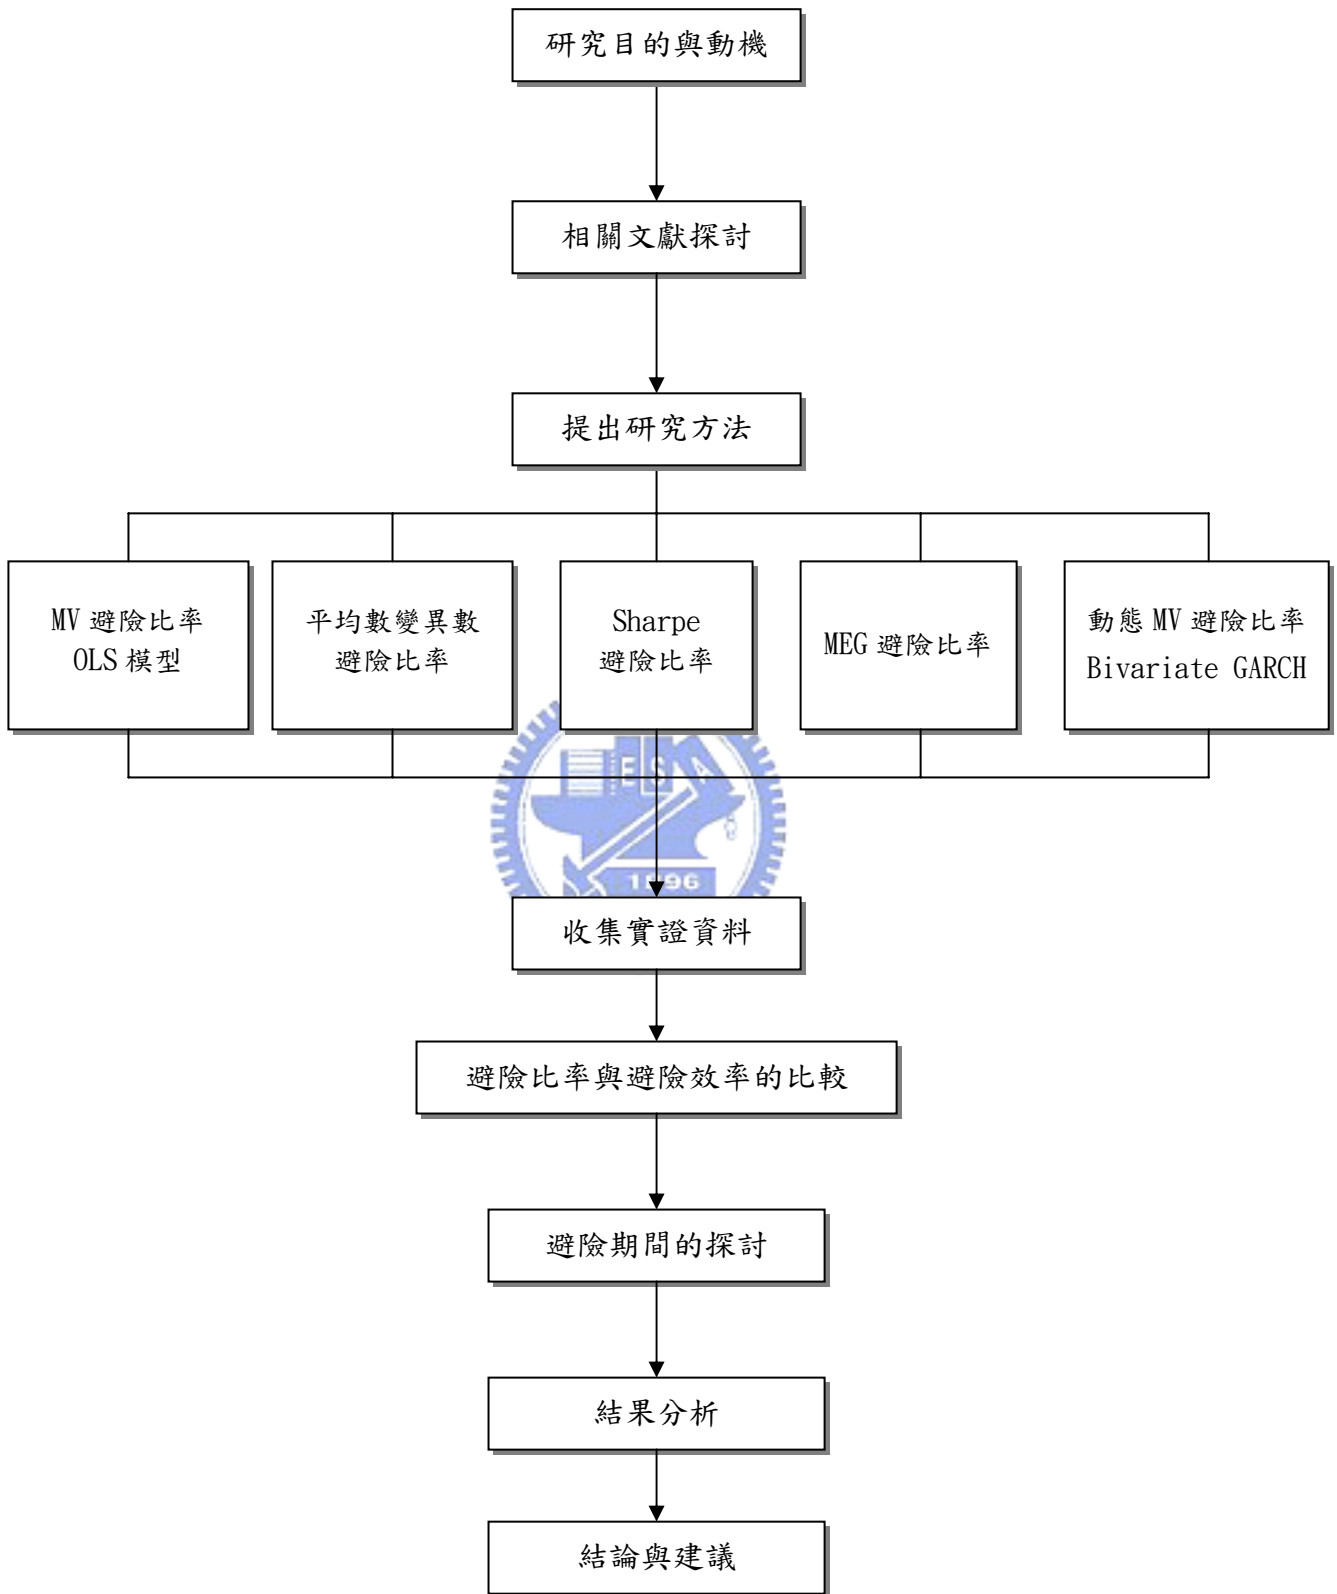 研究目的與動機
相關文獻探討
提出研究方法
MV 避險比率
OLS 模型
平均數變異數
避險比率
Sharpe
避險比率
MEG 避險比率
動態 MV 避險比率
Bivariate GARCH
E S A
1896
收集實證資料
避險比率與避險效率的比較
避險期間的探討
結果分析
結論與建議